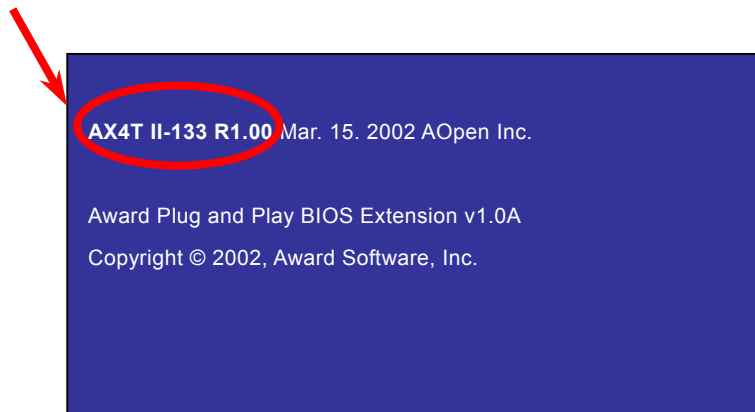 AX4T II-133 R1.00 Mar. 15. 2002 AOpen Inc.
Award Plug and Play BIOS Extension v1.0A
Copyright © 2002, Award Software, Inc.